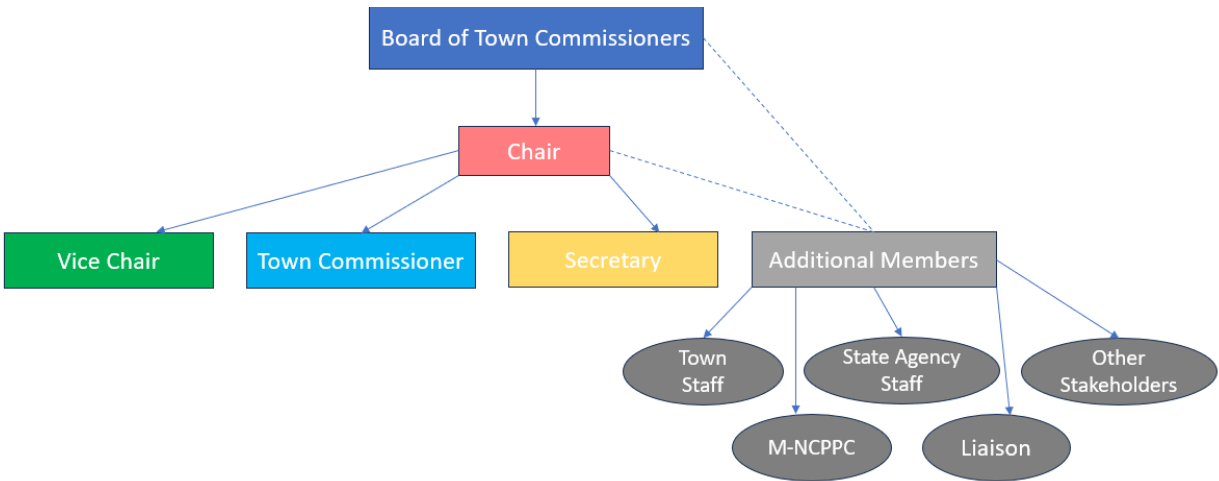 Board of Town Commissioners
Chair
Vice Chair
Town Commissioner
Secretary
Additional Members
Town
Staff
State Agency
Staff
Other
Stakeholders
M-NCPPC
Liaison